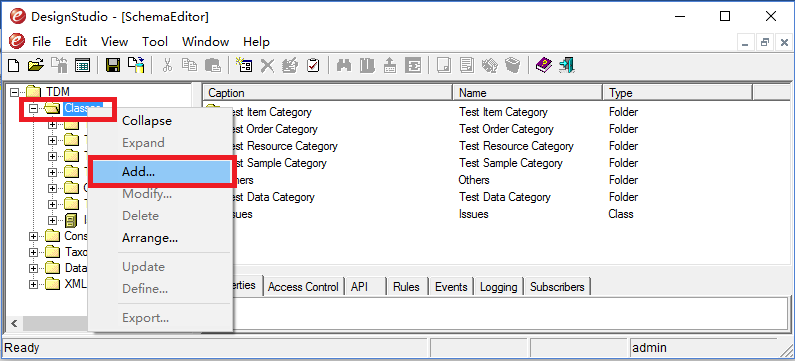 DesignStudio - [SchemaEditor]
File Edit View Tool Window Help
TDM
Classes
Collapse
Expand
Add...
Modify...
Delete
Arrange...
Update
Define...
Export...
T
T
T
T
I
Cons
Taxo
Data
XML
Caption Name Type
Test Item Category Test Item Category Folder
est Order Category Test Order Category Folder
est Resource Category Test Resource Category Folder
est Sample Category Test Sample Category Folder
hers Others Folder
est Data Category Test Data Category Folder
ues Issues Class
erties Access Control API Rules Events Logging Subscribers
Ready admin